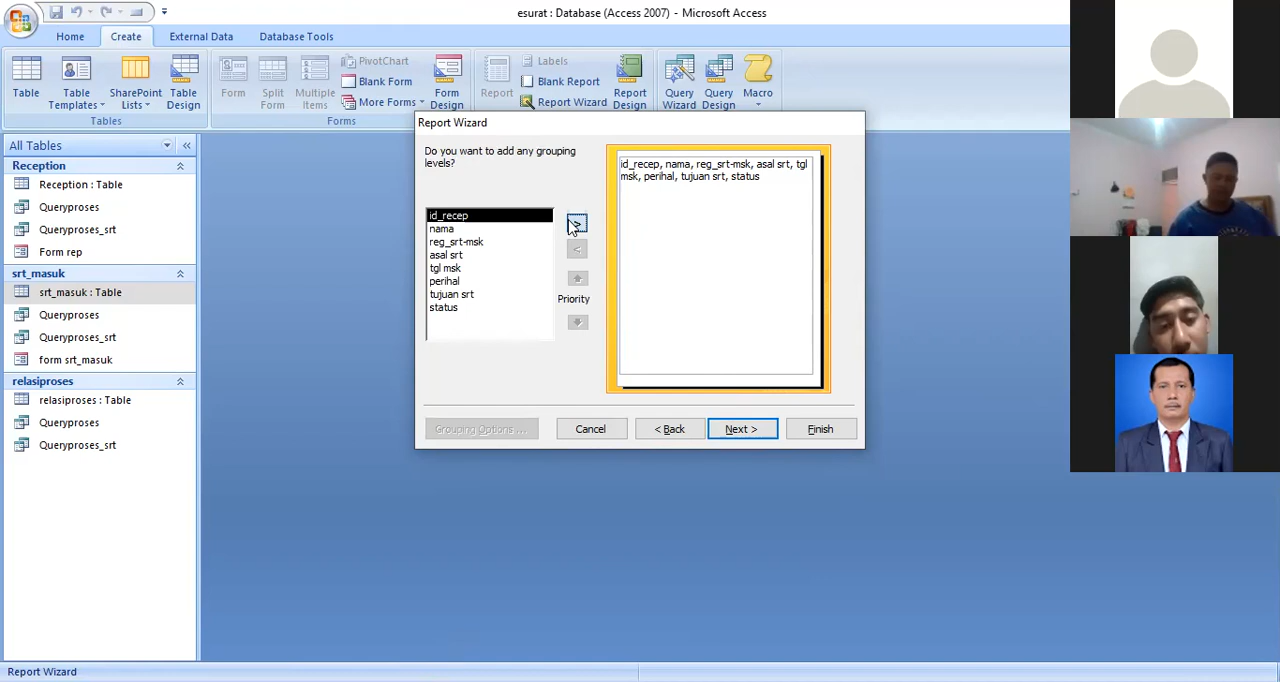 esurat : Database (Access 2007) - Microsoft Access
Home
Create
External Data
Database Tools
Table
Table Templates
SharePoint Lists
Table Design
Tables
Form
Split Form
Multiple Items
PivotChart
Blank Form
More Forms
Form Design
Forms
Report
Labels
Blank Report
Report Wizard
Report Design
Query Wizard
Query Design
Macro
All Tables
Reception
Reception : Table
Queryproses
Queryproses_srt
Form rep
srt_masuk
srt_masuk : Table
Queryproses
Queryproses_srt
form srt_masuk
relasiproses
relasiproses : Table
Queryproses
Queryproses_srt
Report Wizard
Do you want to add any grouping
levels?
id_recep
nama
reg_srt-msk
asal srt
tgl msk
perihal
tujuan srt
status
>
<
Priority
id_recep, nama, reg_srt-msk, asal srt, tgl
msk, perihal, tujuan srt, status
Grouping Options ...
Cancel
< Back
Next >
Finish
Report Wizard